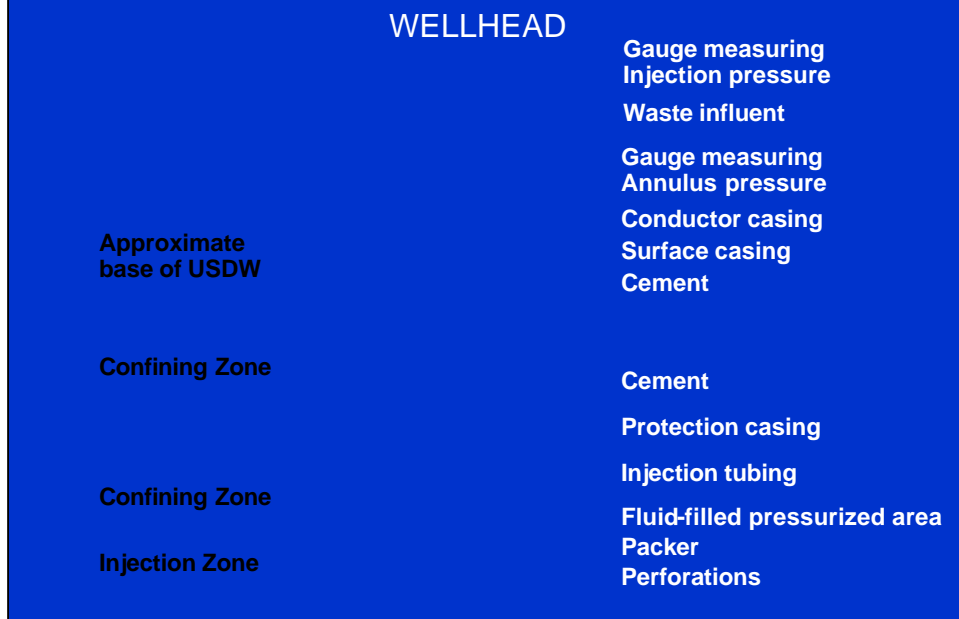 WELLHEAD
Gauge measuring
Injection pressure
Waste influent
Gauge measuring
Annulus pressure
Conductor casing
Approximate
base of USDW
Surface casing
Cement
Confining Zone
Cement
Protection casing
Injection tubing
Confining Zone
Fluid-filled pressurized area
Packer
Injection Zone
Perforations